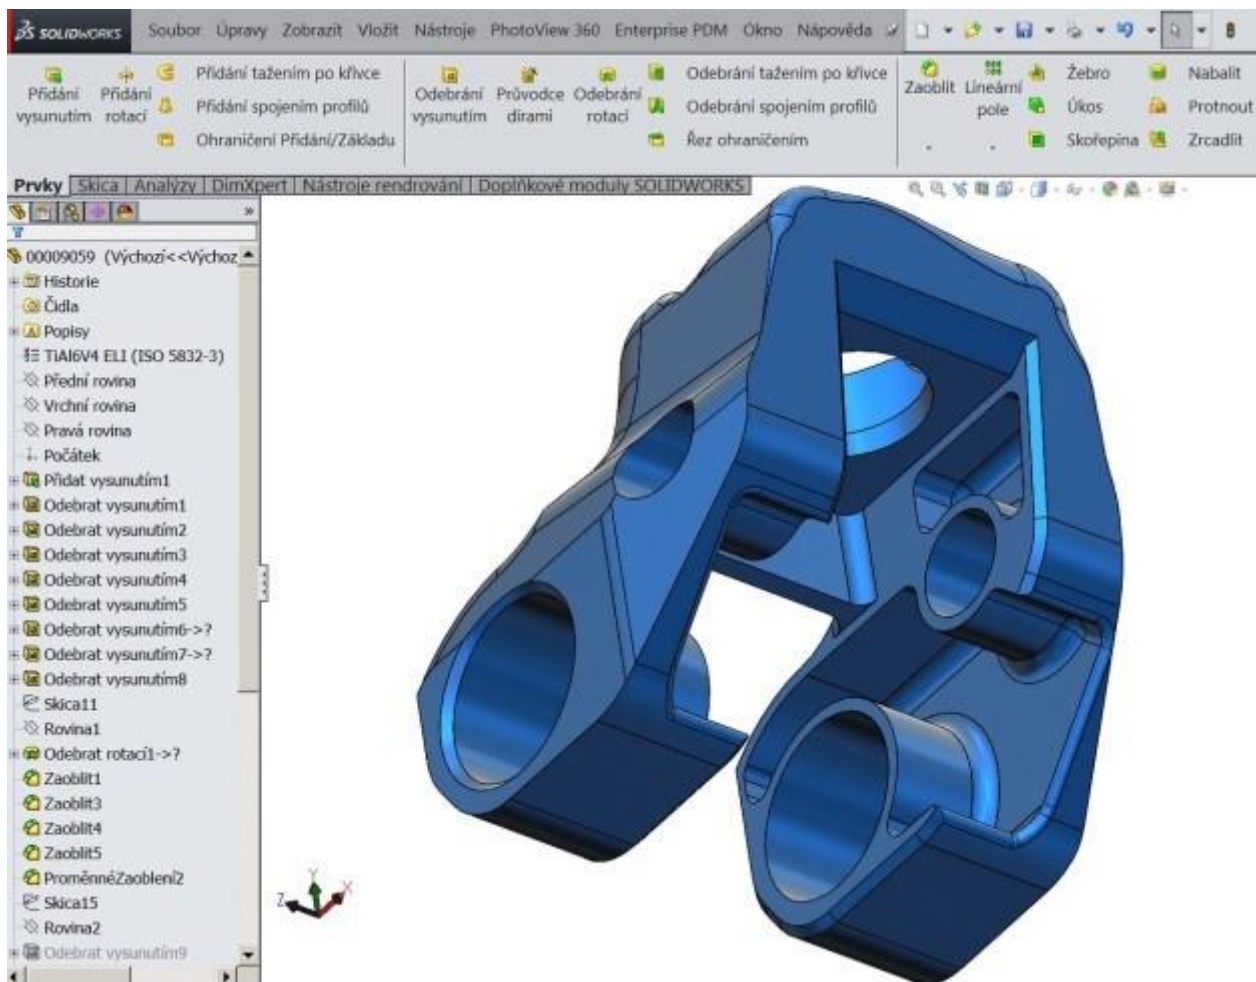 SOLIDWORKS Soubor Úpravy Zobrazit Vložit Nástroje PhotoView 360 Enterprise PDM Okno Nápověda
Přidání vysunutím
Přidání rotací
Přidání tažením po křivce
Přidání spojením profilů
Ohraničení Přidání/Základu
Odebrání vysunutím
Průvodce dírami
Odebrání rotací
Odebrání tažením po křivce
Odebrání spojením profilů
Řez ohraničením
Zaoblit
Lineární pole
Žebro
Úkos
Skořepina
Nabalit
Protnout
Zrcadlit
Prvky Skica Analýzy DimXpert Nástroje rendrování Doplňkové moduly SOLIDWORKS
00009059 (Výchozí<<Výchoz
Historie
Čidla
Popisy
TiAl6V4 ELI (ISO 5832-3)
Přední rovina
Vrchní rovina
Pravá rovina
Počátek
Přidat vysunutím1
Odebrat vysunutím1
Odebrat vysunutím2
Odebrat vysunutím3
Odebrat vysunutím4
Odebrat vysunutím5
Odebrat vysunutím6->?
Odebrat vysunutím7->?
Odebrat vysunutím8
Skica11
Rovina1
Odebrat rotací1->?
Zaoblit1
Zaoblit3
Zaoblit4
Zaoblit5
ProměnnéZaoblení2
Skica15
Rovina2
Odebrat vysunutím9
Y
Z
X